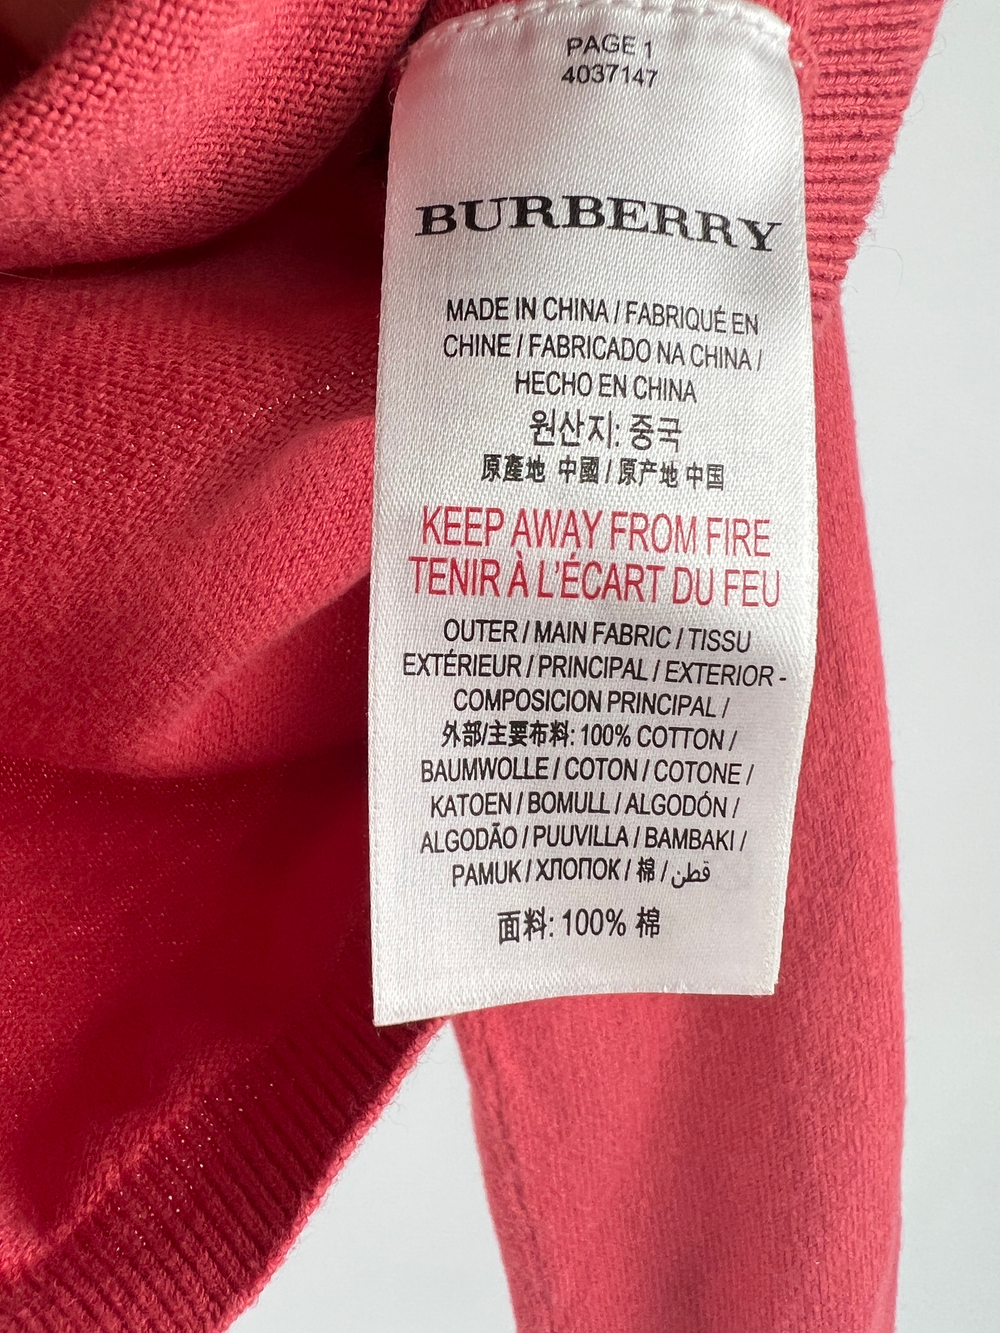 PAGE 1
4037147
BURBERRY
MADE IN CHINA / FABRIQUÉ EN
CHINE / FABRICADO NA CHINA /
HECHO EN CHINA
원산지: 중국
原產地 中國 / 原产地 中国
KEEP AWAY FROM FIRE
TENIR À L'ÉCART DU FEU
OUTER / MAIN FABRIC / TISSU
EXTÉRIEUR / PRINCIPAL / EXTERIOR -
COMPOSICION PRINCIPAL /
外部/主要布料: 100% COTTON /
BAUMWOLLE / COTON / COTONE /
KATOEN / BOMULL / ALGODÓN /
ALGODÃO / PUUVILLA / BAMBAKI /
PAMUK / ХЛОПОК / 棉 / قطن
面料: 100% 棉